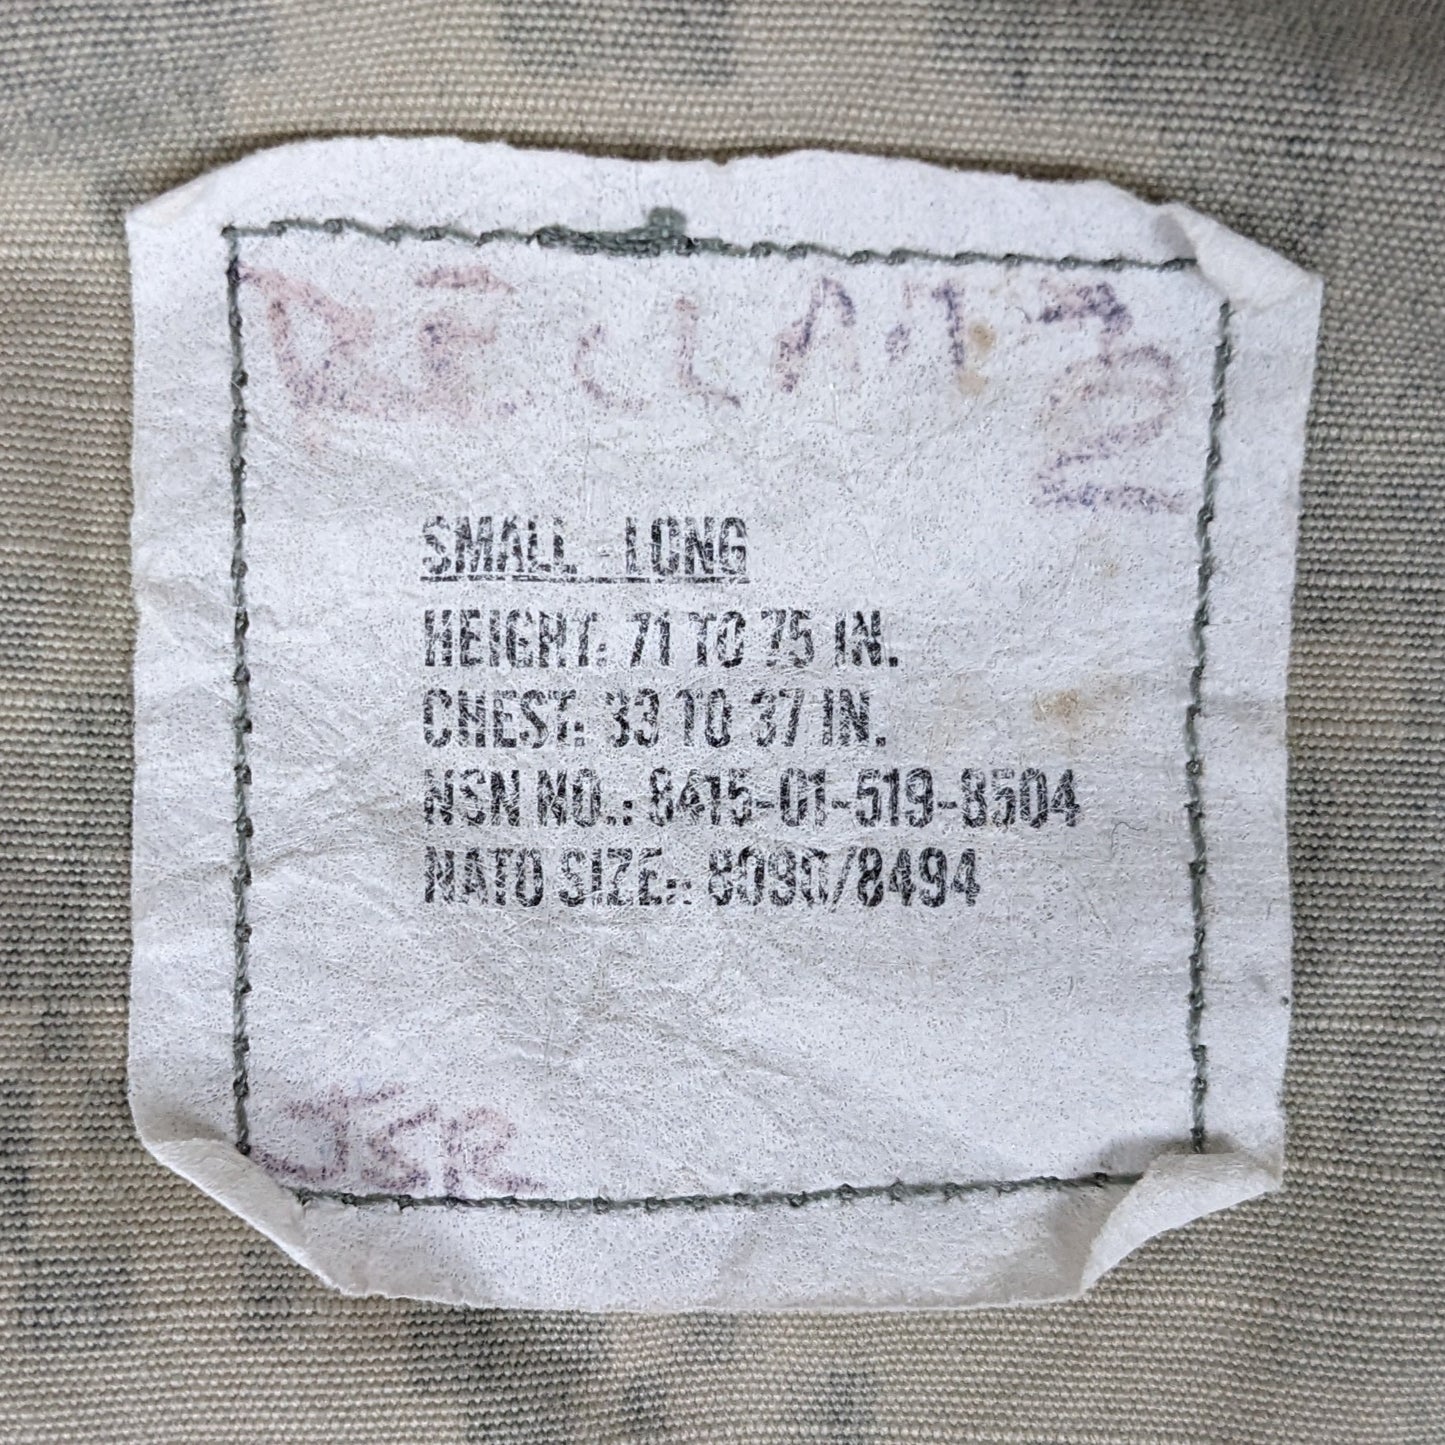 SMALL - LONG
HEIGHT: 71 TO 75 IN.
CHEST: 33 TO 37 IN.
NSN NO.: 8415-01-519-8504
NATO SIZE: 8090/8494